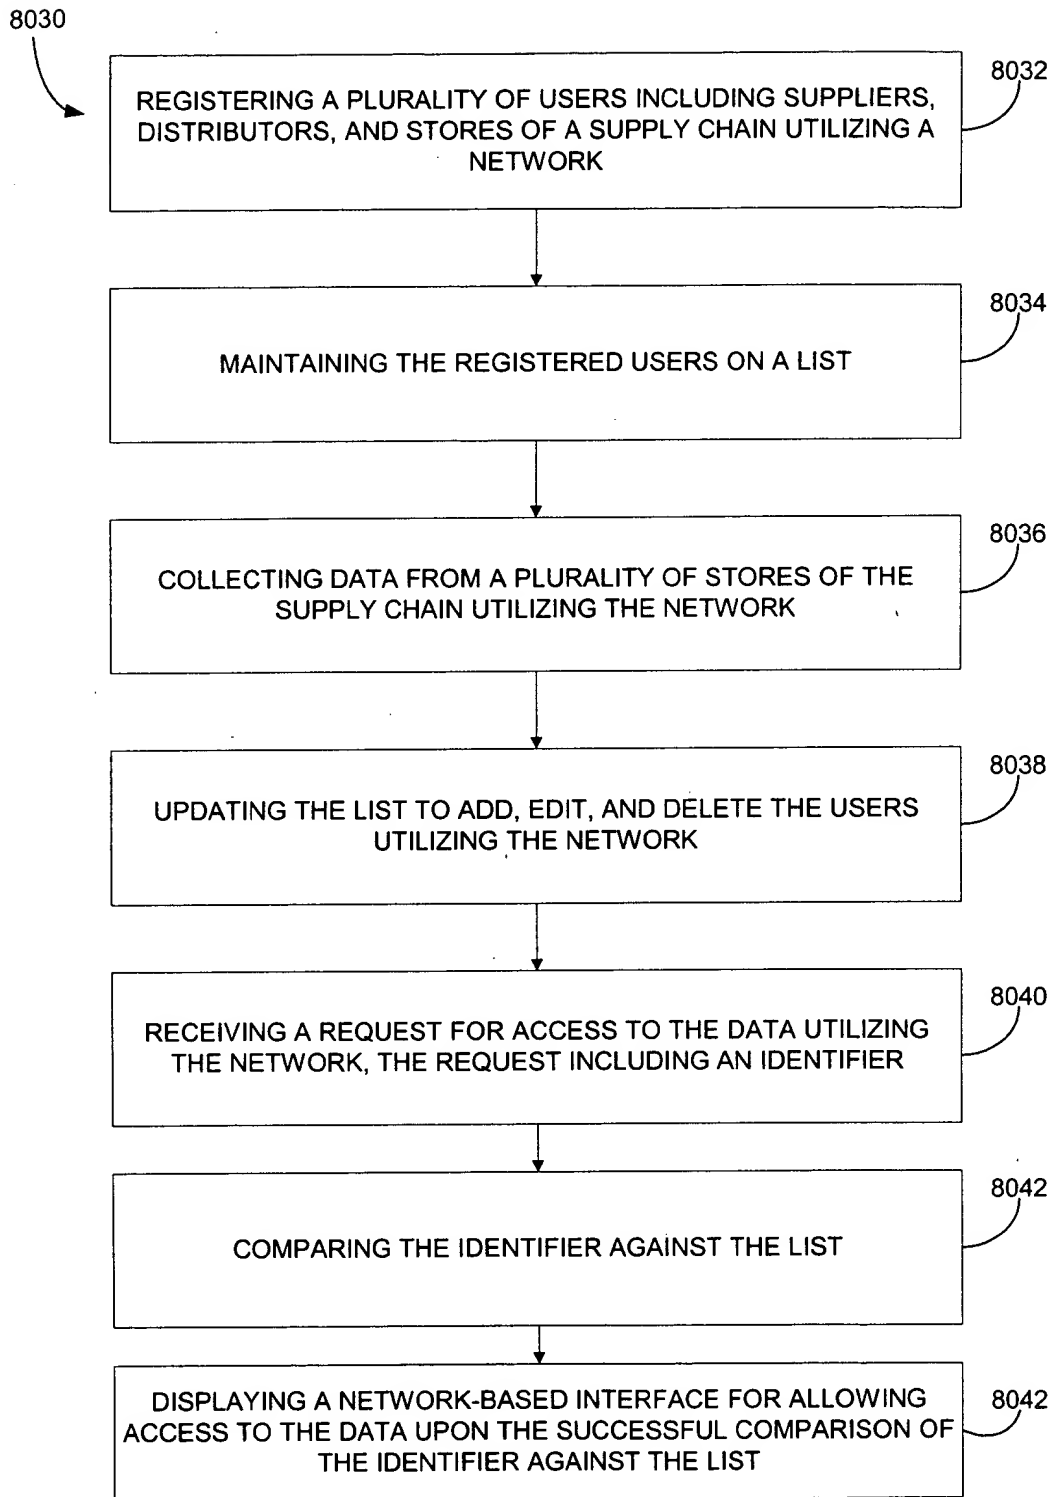 8030
8032
REGISTERING A PLURALITY OF USERS INCLUDING SUPPLIERS,
DISTRIBUTORS, AND STORES OF A SUPPLY CHAIN UTILIZING A
NETWORK
8034
MAINTAINING THE REGISTERED USERS ON A LIST
8036
COLLECTING DATA FROM A PLURALITY OF STORES OF THE
SUPPLY CHAIN UTILIZING THE NETWORK
8038
UPDATING THE LIST TO ADD, EDIT, AND DELETE THE USERS
UTILIZING THE NETWORK
8040
RECEIVING A REQUEST FOR ACCESS TO THE DATA UTILIZING
THE NETWORK, THE REQUEST INCLUDING AN IDENTIFIER
8042
COMPARING THE IDENTIFIER AGAINST THE LIST
8042
DISPLAYING A NETWORK-BASED INTERFACE FOR ALLOWING
ACCESS TO THE DATA UPON THE SUCCESSFUL COMPARISON OF
THE IDENTIFIER AGAINST THE LIST